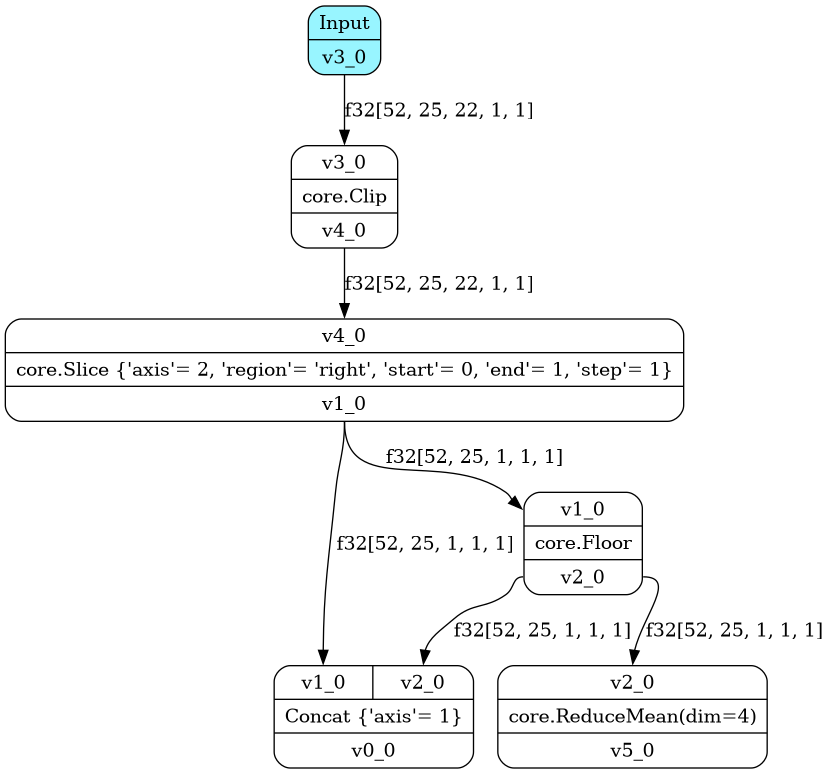 Input
v3_0
f32[52, 25, 22, 1, 1]
v3_0
core.Clip
v4_0
f32[52, 25, 22, 1, 1]
v4_0
core.Slice {'axis'= 2, 'region'= 'right', 'start'= 0, 'end'= 1, 'step'= 1}
v1_0
f32[52, 25, 1, 1, 1]
v1_0
core.Floor
v2_0
f32[52, 25, 1, 1, 1]
f32[52, 25, 1, 1, 1]
f32[52, 25, 1, 1, 1]
v1_0
v2_0
Concat {'axis'= 1}
v0_0
v2_0
core.ReduceMean(dim=4)
v5_0